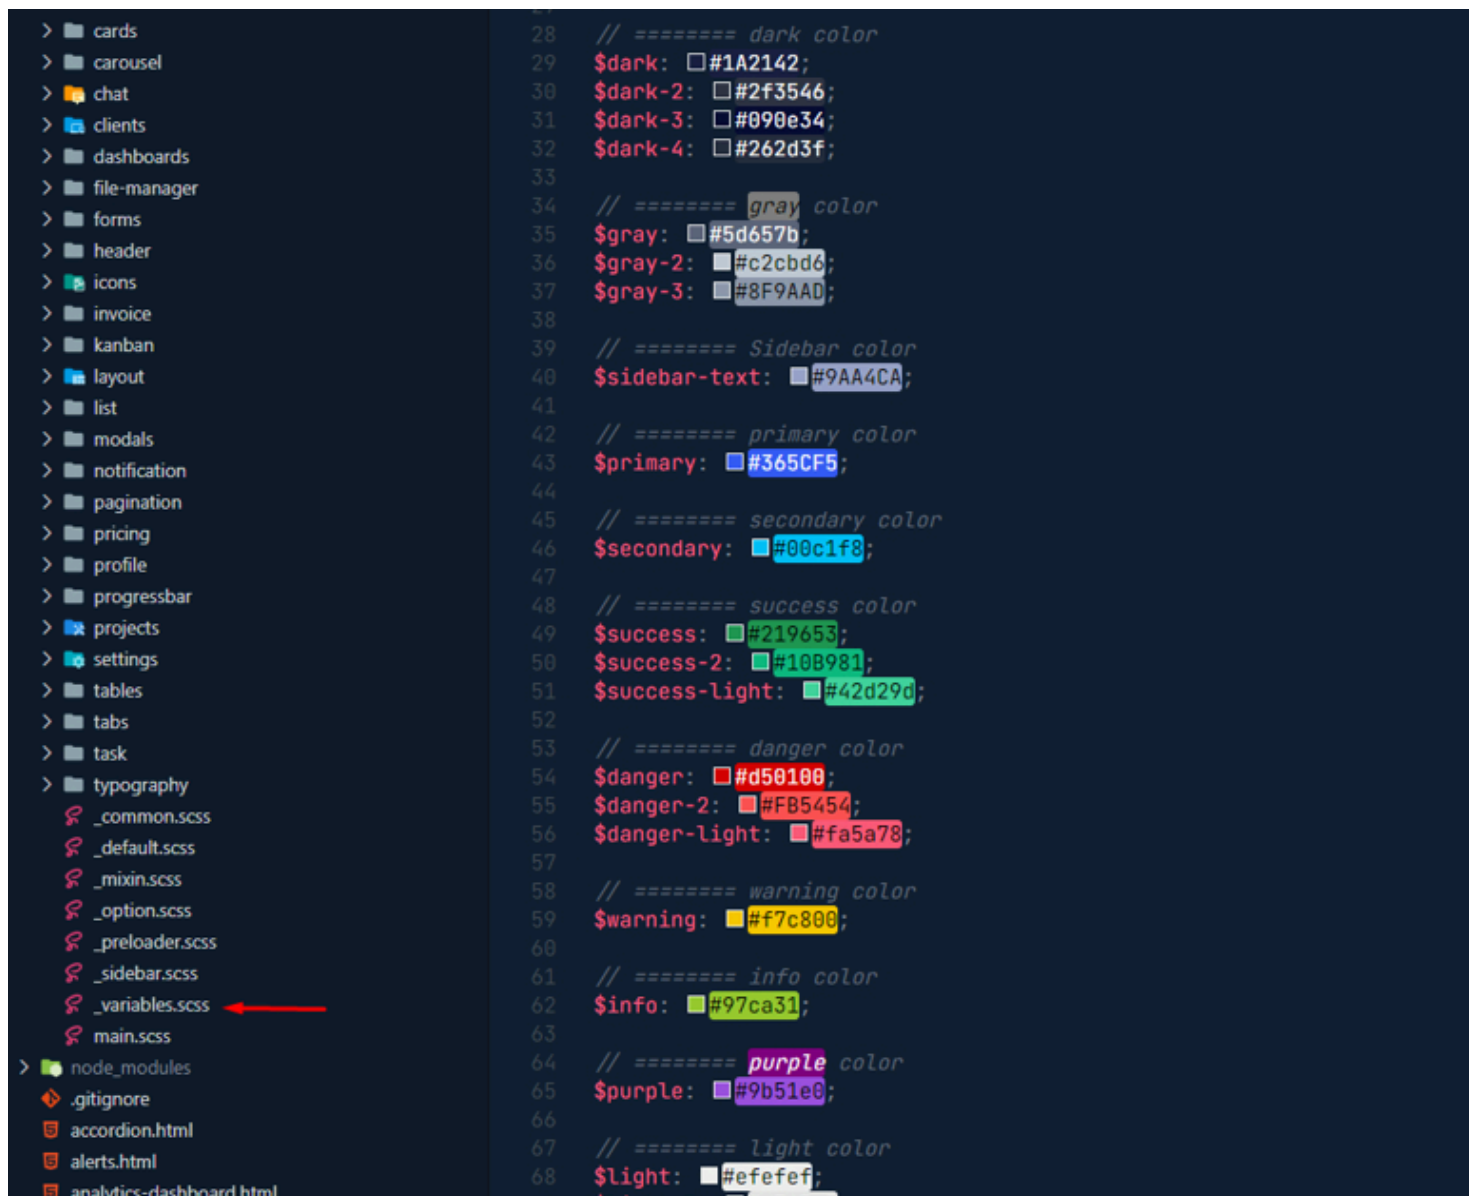 cards
carousel
chat
clients
dashboards
file-manager
forms
header
icons
invoice
kanban
layout
list
modals
notification
pagination
pricing
profile
progressbar
projects
settings
tables
tabs
task
typography
_common.scss
_default.scss
_mixin.scss
_option.scss
_preloader.scss
_sidebar.scss
_variables.scss
main.scss
node_modules
.gitignore
accordion.html
alerts.html
analytics-dashboard.html
28 // ======== dark color
29 $dark: #1A2142;
30 $dark-2: #2f3546;
31 $dark-3: #090e34;
32 $dark-4: #262d3f;
33
34 // ======== gray color
35 $gray: #5d657b;
36 $gray-2: #c2cbd6;
37 $gray-3: #8F9AAD;
38
39 // ======== Sidebar color
40 $sidebar-text: #9AA4CA;
41
42 // ======== primary color
43 $primary: #365CF5;
44
45 // ======== secondary color
46 $secondary: #00c1f8;
47
48 // ======== success color
49 $success: #219653;
50 $success-2: #10B981;
51 $success-light: #42d29d;
52
53 // ======== danger color
54 $danger: #d50100;
55 $danger-2: #FB5454;
56 $danger-light: #fa5a78;
57
58 // ======== warning color
59 $warning: #f7c800;
60
61 // ======== info color
62 $info: #97ca31;
63
64 // ======== purple color
65 $purple: #9b51e0;
66
67 // ======== light color
68 $light: #efefef;